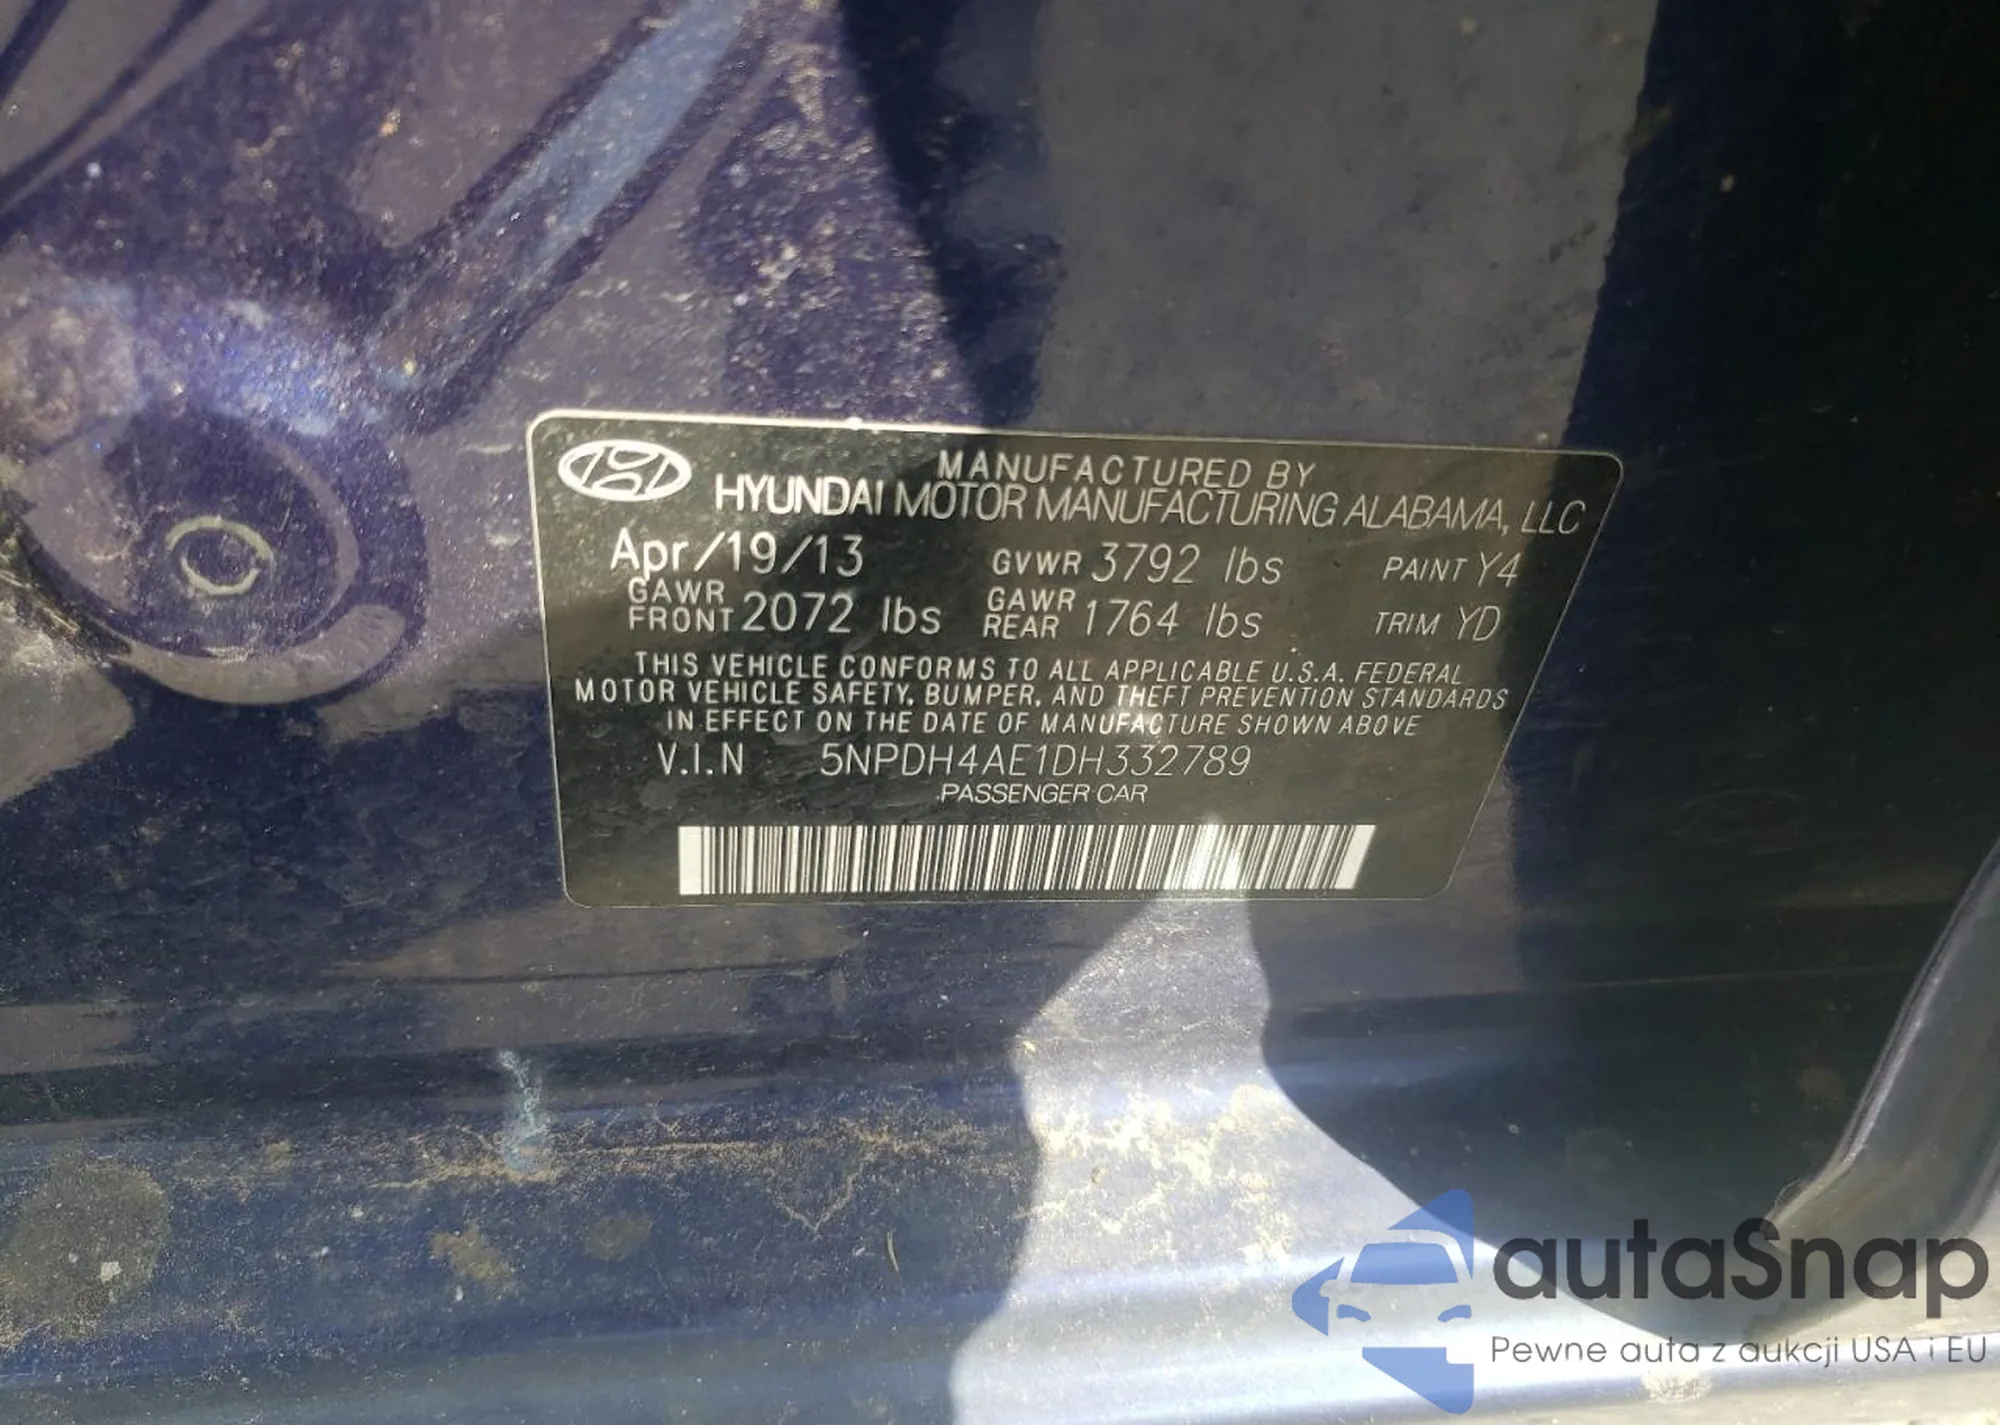 MANUFACTURED BY
HYUNDAI MOTOR MANUFACTURING ALABAMA, LLC
Apr/19/13 GVWR 3792 lbs PAINT Y4
GAWR FRONT 2072 lbs GAWR REAR 1764 lbs TRIM YD
THIS VEHICLE CONFORMS TO ALL APPLICABLE U.S.A. FEDERAL
MOTOR VEHICLE SAFETY, BUMPER, AND THEFT PREVENTION STANDARDS
IN EFFECT ON THE DATE OF MANUFACTURE SHOWN ABOVE
V.I.N 5NPDH4AE1DH332789
PASSENGER CAR
autaSnap
Pewne auta z aukcji USA i EU